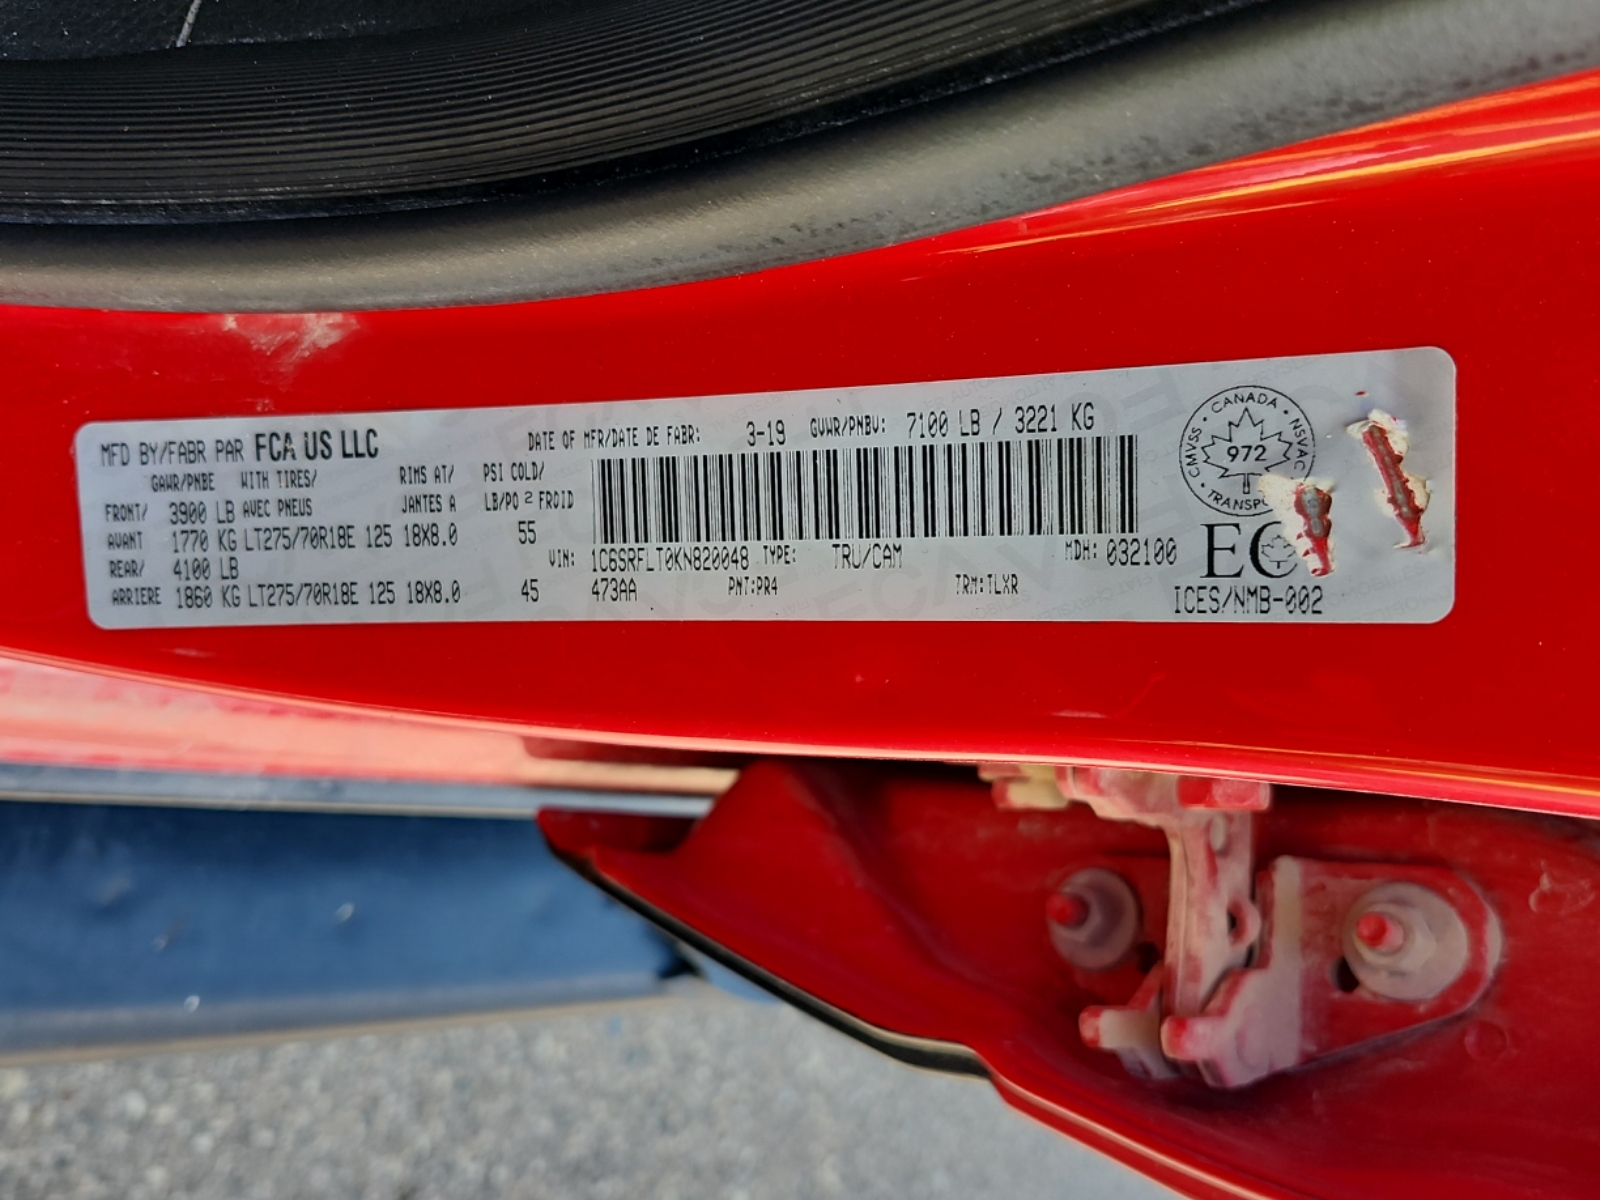 MFD BY/FABR PAR FCA US LLC DATE OF MFR/DATE DE FABR: 3-19 GVWR/PNBV: 7100 LB / 3221 KG
GAWR/PNBE WITH TIRES/ RIMS AT/ PSI COLD/
FRONT/ 3900 LB AVEC PNEUS JANTES A LB/PO 2 FROID
AVANT 1770 KG LT275/70R18E 125 18X8.0 55
REAR/ 4100 LB
ARRIERE 1860 KG LT275/70R18E 125 18X8.0 45
VIN: 1C6SRFLT0KN820048 TYPE: TRU/CAM MDH: 032100
473AA PNT:PR4 TRM:TLXR
CANADA
CMVSS 972 NSVAC
ICES/NMB-002